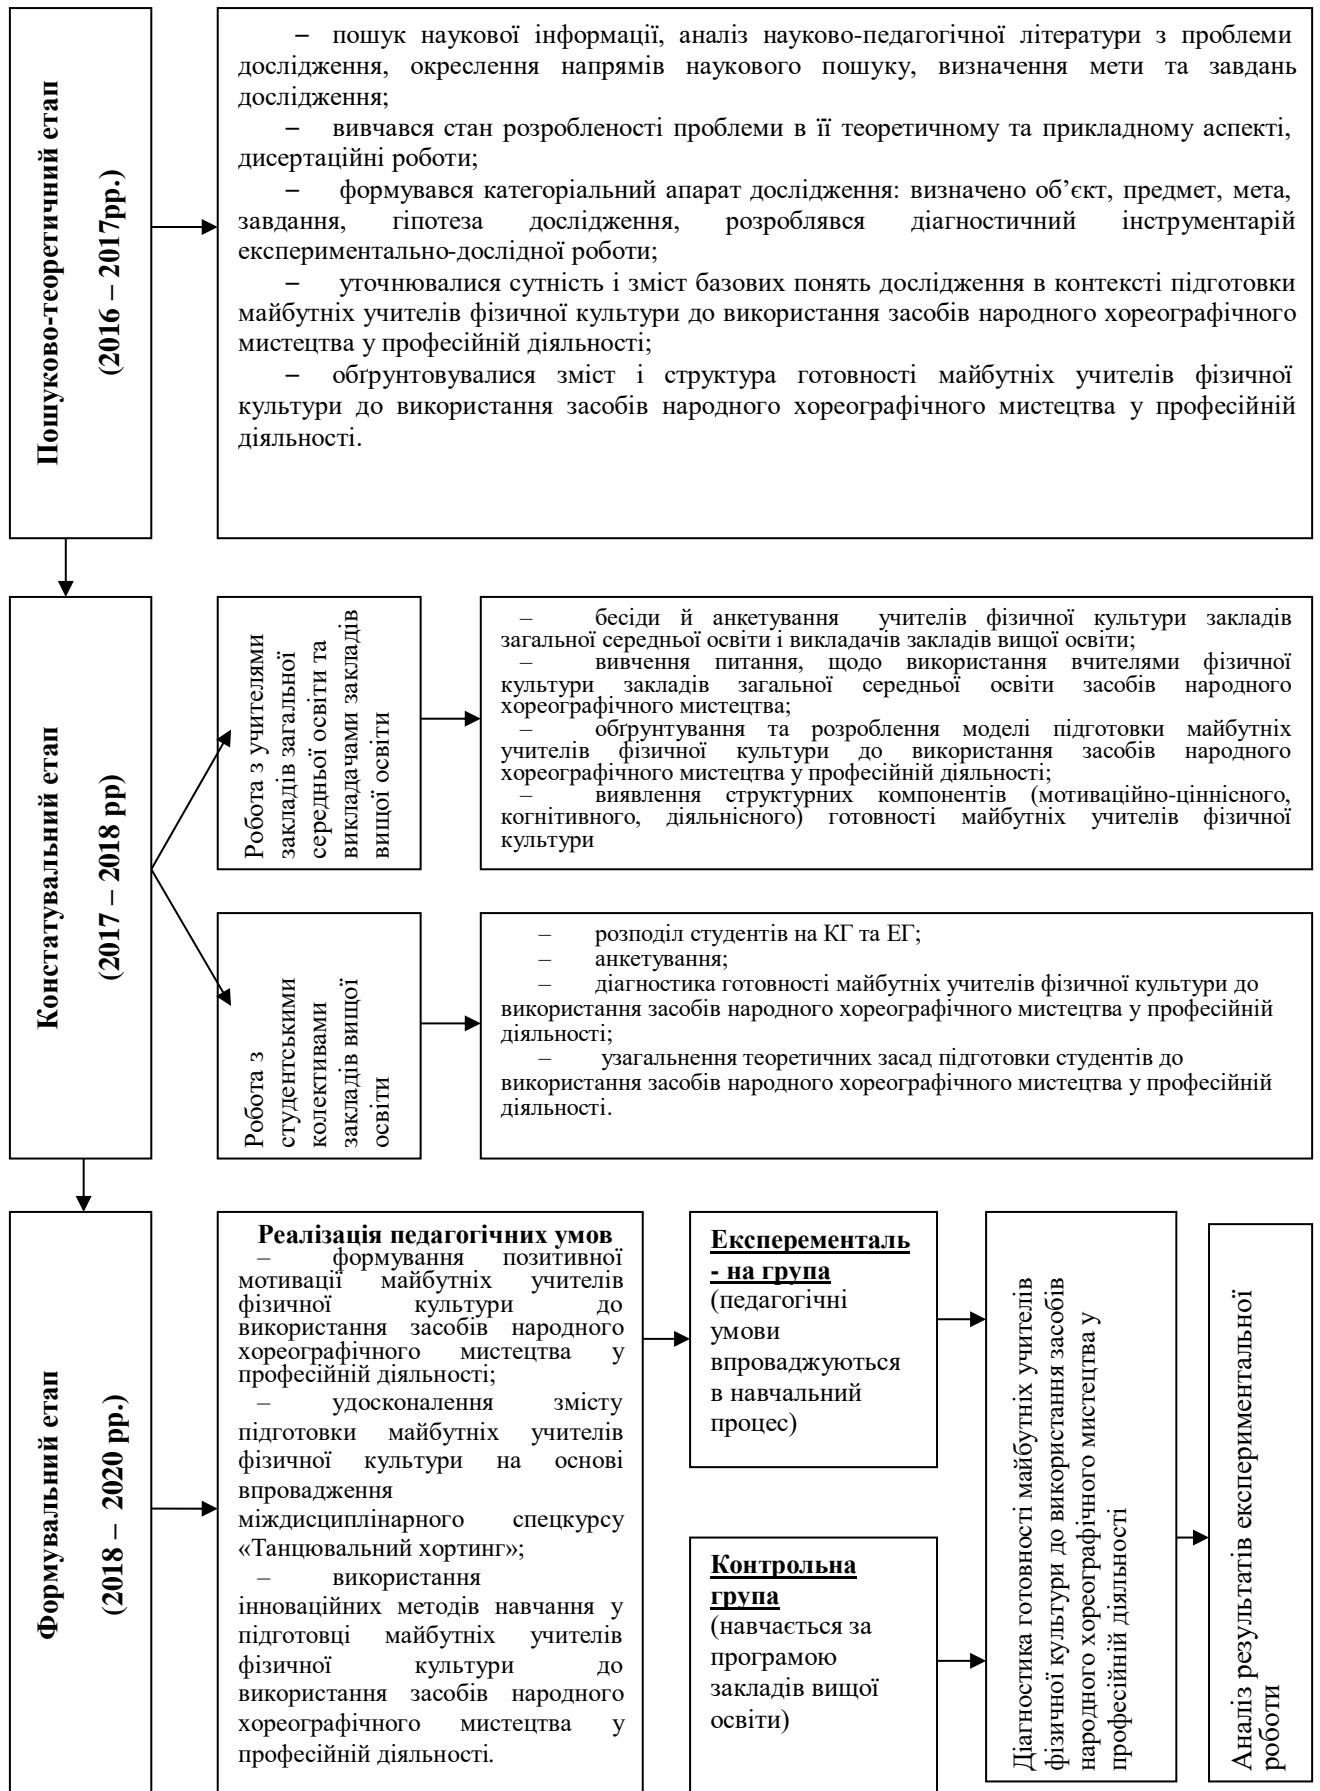 Пошуково-теоретичний етап
(2016 – 2017рр.)
– пошук наукової інформації, аналіз науково-педагогічної літератури з проблеми
дослідження, окреслення напрямів наукового пошуку, визначення мети та завдань
дослідження;
– вивчався стан розробленості проблеми в її теоретичному та прикладному аспекті,
дисертаційні роботи;
– формувався категоріальний апарат дослідження: визначено об’єкт, предмет, мета,
завдання, гіпотеза дослідження, розроблявся діагностичний інструментарій
експериментально-дослідної роботи;
– уточнювалися сутність і зміст базових понять дослідження в контексті підготовки
майбутніх учителів фізичної культури до використання засобів народного хореографічного
мистецтва у професійній діяльності;
– обґрунтовувалися зміст і структура готовності майбутніх учителів фізичної
культури до використання засобів народного хореографічного мистецтва у професійній
діяльності.
Констатувальний етап
(2017 – 2018 рр)
Робота з учителями
закладів загальної
середньої освіти та
викладачами закладів
вищої освіти
– бесіди й анкетування учителів фізичної культури закладів
загальної середньої освіти і викладачів закладів вищої освіти;
– вивчення питання, щодо використання вчителями фізичної
культури закладів загальної середньої освіти засобів народного
хореографічного мистецтва;
– обґрунтування та розроблення моделі підготовки майбутніх
учителів фізичної культури до використання засобів народного
хореографічного мистецтва у професійній діяльності;
– виявлення структурних компонентів (мотиваційно-ціннісного,
когнітивного, діяльнісного) готовності майбутніх учителів фізичної
культури
Робота з
студентськими
колективами
закладів вищої
освіти
– розподіл студентів на КГ та ЕГ;
– анкетування;
– діагностика готовності майбутніх учителів фізичної культури до
використання засобів народного хореографічного мистецтва у професійній
діяльності;
– узагальнення теоретичних засад підготовки студентів до
використання засобів народного хореографічного мистецтва у професійній
діяльності.
Формувальний етап
(2018 – 2020 рр.)
Реалізація педагогічних умов
– формування позитивної
мотивації майбутніх учителів
фізичної культури до
використання засобів народного
хореографічного мистецтва у
професійній діяльності;
– удосконалення змісту
підготовки майбутніх учителів
фізичної культури на основі
впровадження
міждисциплінарного спецкурсу
«Танцювальний хортинг»;
– використання
інноваційних методів навчання у
підготовці майбутніх учителів
фізичної культури до
використання засобів народного
хореографічного мистецтва у
професійній діяльності.
Експерименталь
- на група
(педагогічні
умови
впроваджуються
в навчальний
процес)
Контрольна
група
(навчається за
програмою
закладів вищої
освіти)
Діагностика готовності майбутніх учителів
фізичної культури до використання засобів
народного хореографічного мистецтва у
професійній діяльності
Аналіз результатів експериментальної
роботи